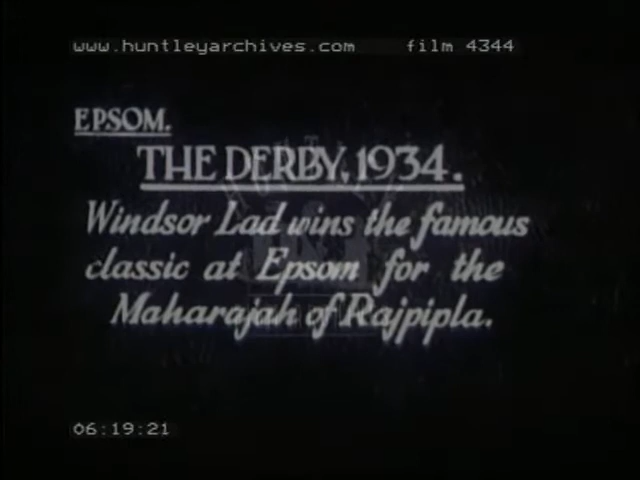 www.huntleyarchives.com film 4344
EPSOM.
THE DERBY, 1934.
Windsor Lad wins the famous
classic at Epsom for the
Maharajah of Rajpipla.
06:19:21